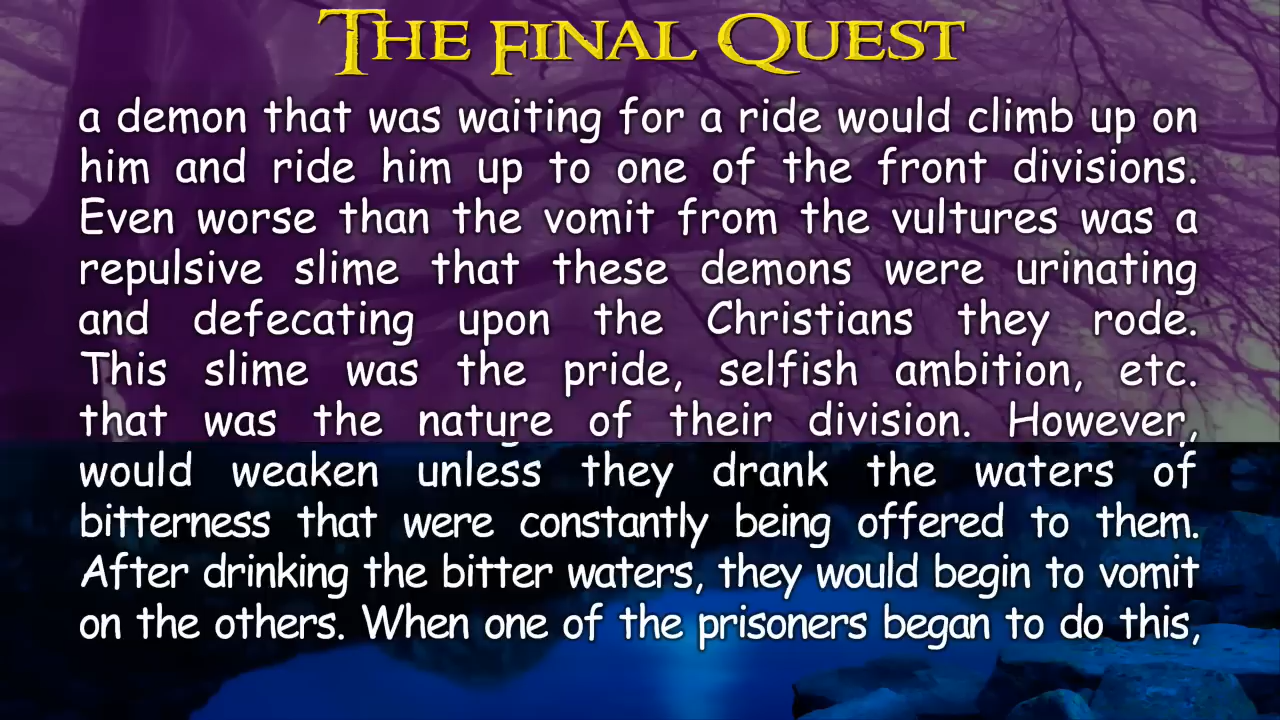 THE FINAL QUEST
a demon that was waiting for a ride would climb up on
him and ride him up to one of the front divisions.
Even worse than the vomit from the vultures was a
repulsive slime that these demons were urinating
and defecating upon the Christians they rode.
This slime was the pride, selfish ambition, etc.
that was the nature of their division. However,
would weaken unless they drank the waters of
bitterness that were constantly being offered to them.
After drinking the bitter waters, they would begin to vomit
on the others. When one of the prisoners began to do this,